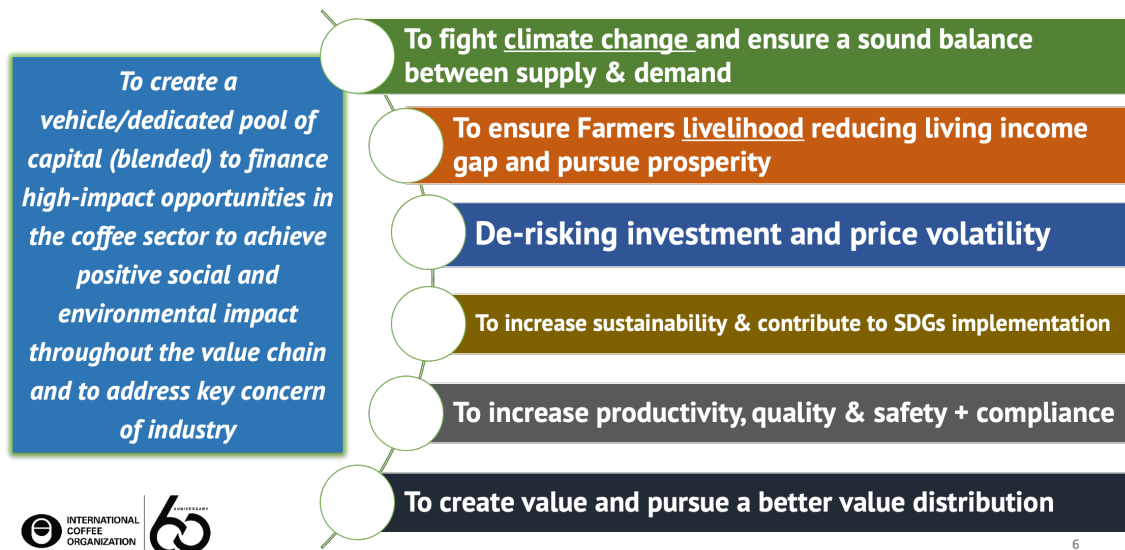 To create a
vehicle/dedicated pool of
capital (blended) to finance
high-impact opportunities in
the coffee sector to achieve
positive social and
environmental impact
throughout the value chain
and to address key concern
of industry
To fight climate change and ensure a sound balance
between supply & demand
To ensure Farmers livelihood reducing living income
gap and pursue prosperity
De-risking investment and price volatility
To increase sustainability & contribute to SDGs implementation
To increase productivity, quality & safety + compliance
To create value and pursue a better value distribution
INTERNATIONAL
COFFEE
ORGANIZATION
ANNIVERSARY
60
6